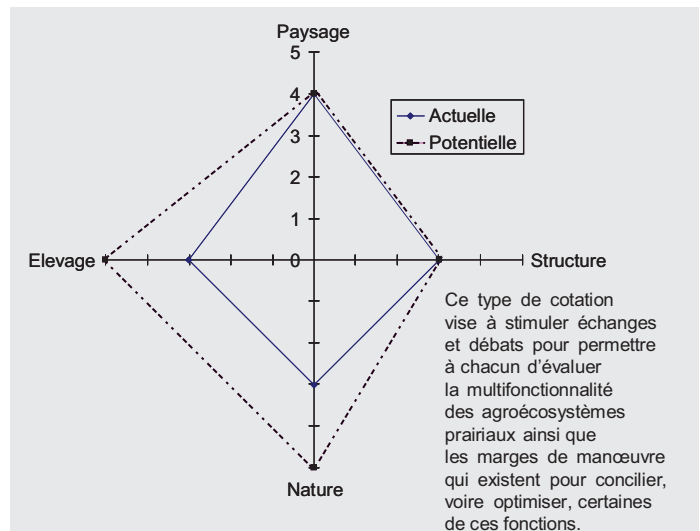 Paysage
5
4
3
2
1
0
Actuelle
Potentielle
Elevage
Structure
Nature
Ce type de cotation
vise à stimuler échanges
et débats pour permettre
à chacun d'évaluer
la multifonctionnalité
des agroécosystèmes
prairiaux ainsi que
les marges de manœuvre
qui existent pour concilier,
voire optimiser, certaines
de ces fonctions.